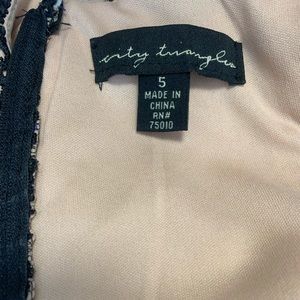 city triangles
5
MADE IN
CHINA
RN#
75010